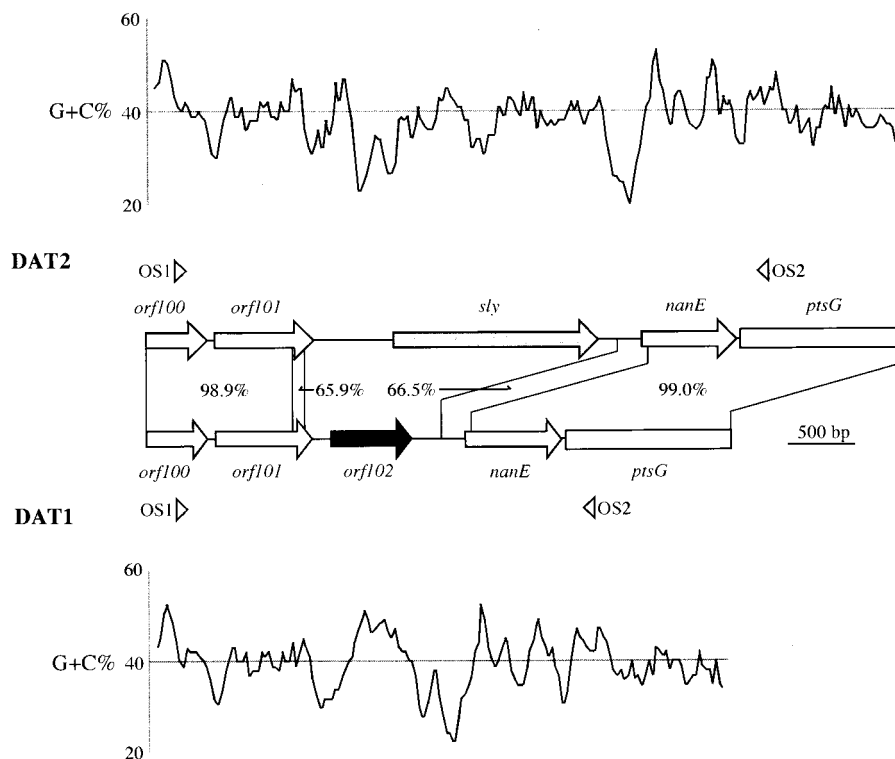 60
G+C% 40
20
DAT2
OS1
OS2
orf100 orf101 sly nanE ptsG
98.9% 65.9% 66.5% 99.0%
500 bp
orf100 orf101 orf102 nanE ptsG
DAT1
OS1
OS2
60
G+C% 40
20